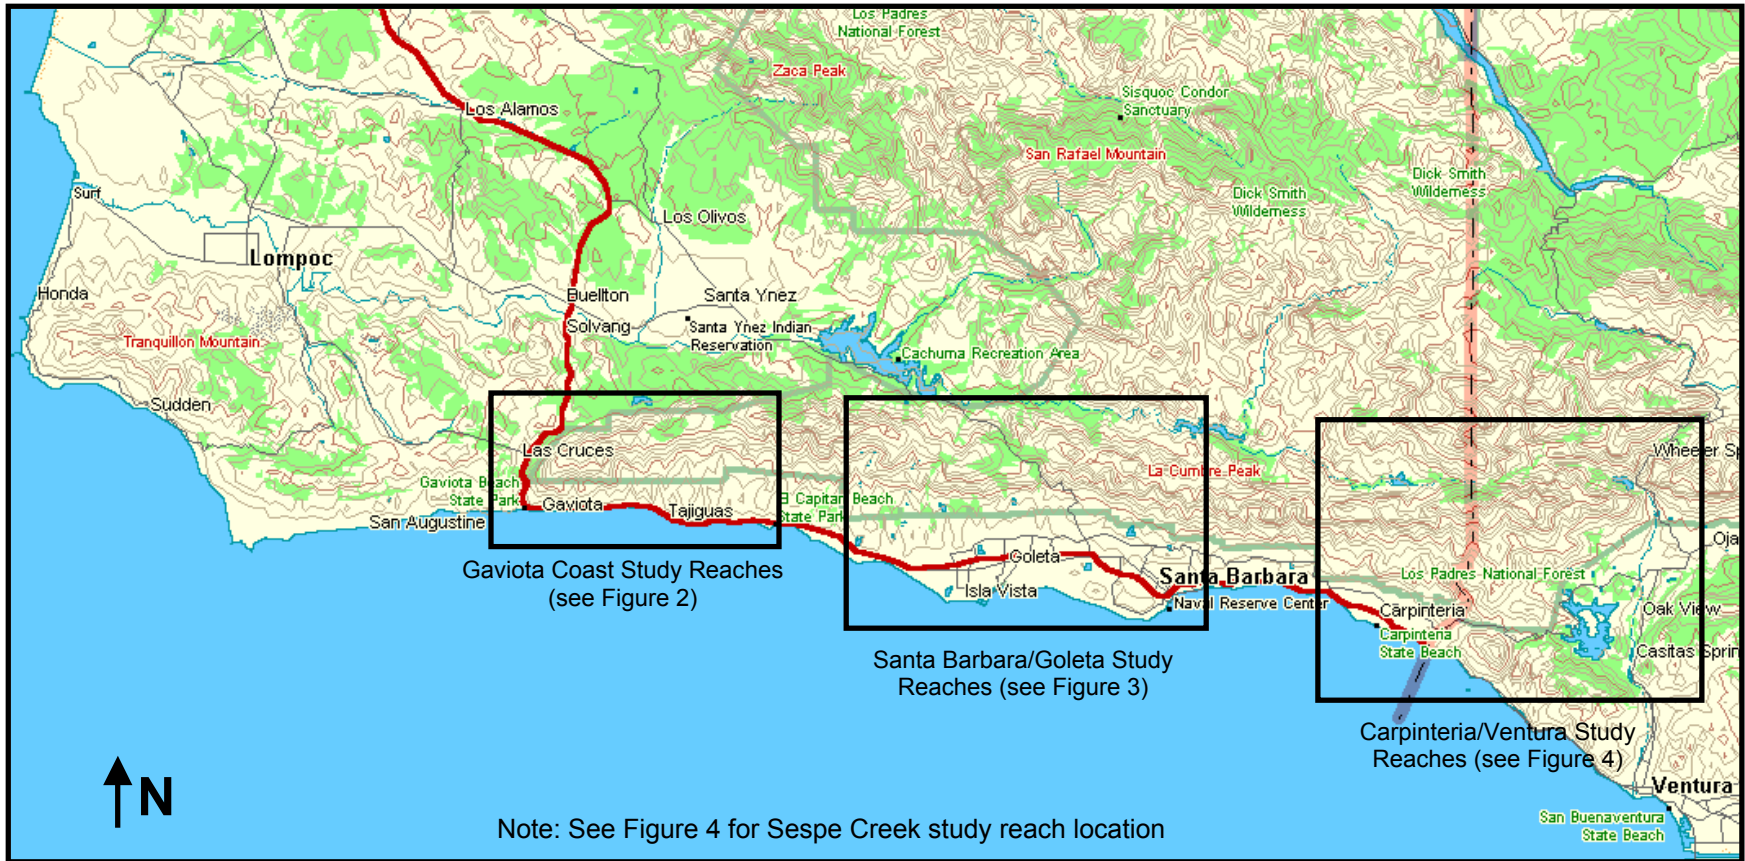 Los Padres
National Forest
Zaca Peak
Sisquoc Condor
Sanctuary
Los Alamos
San Rafael Mountain
Dick Smith
Wilderness
Dick Smith
Wilderness
Surf
Los Olivos
Lompoc
Honda
Buellton
Santa Ynez
Solvang
Santa Ynez Indian
Reservation
Tranquillon Mountain
Cachuma Recreation Area
Sudden
Las Cruces
Wheeler Sp
La Cumbre Peak
Gaviota Beach
State Park
Gaviota
Tajiguas
El Capitan Beach
State Park
San Augustine
Oja
Goleta
Gaviota Coast Study Reaches
(see Figure 2)
Isla Vista
Santa Barbara
Naval Reserve Center
Los Padres National Forest
Carpinteria
Carpinteria
State Beach
Oak View
Casitas Sprin
Santa Barbara/Goleta Study
Reaches (see Figure 3)
Carpinteria/Ventura Study
Reaches (see Figure 4)
N
Ventura
San Buenaventura
State Beach
Note: See Figure 4 for Sespe Creek study reach location